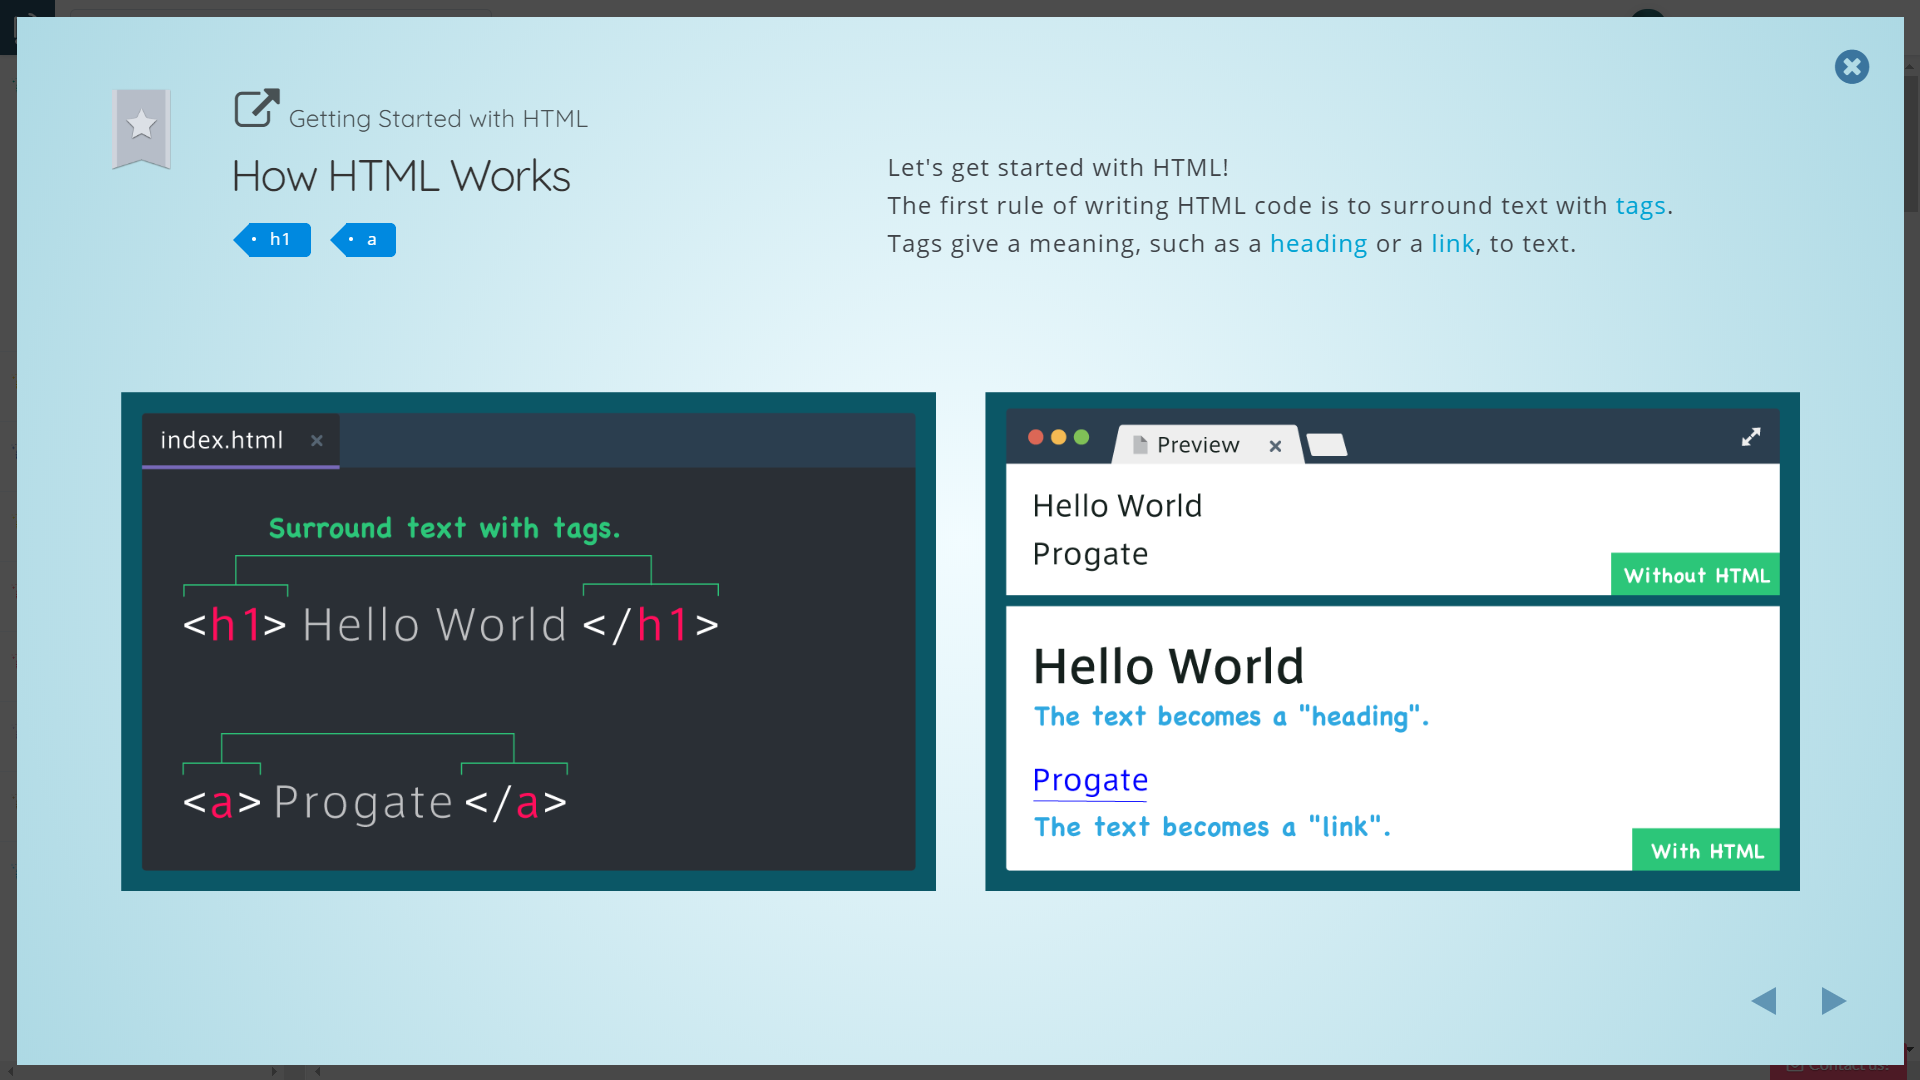 Getting Started with HTML
How HTML Works
h1
a
Let's get started with HTML!
The first rule of writing HTML code is to surround text with tags.
Tags give a meaning, such as a heading or a link, to text.
index.html
Surround text with tags.
<h1> Hello World </h1>
<a> Progate </a>
Preview
Hello World
Progate
Without HTML
Hello World
The text becomes a "heading".
Progate
The text becomes a "link".
With HTML
Contact us!